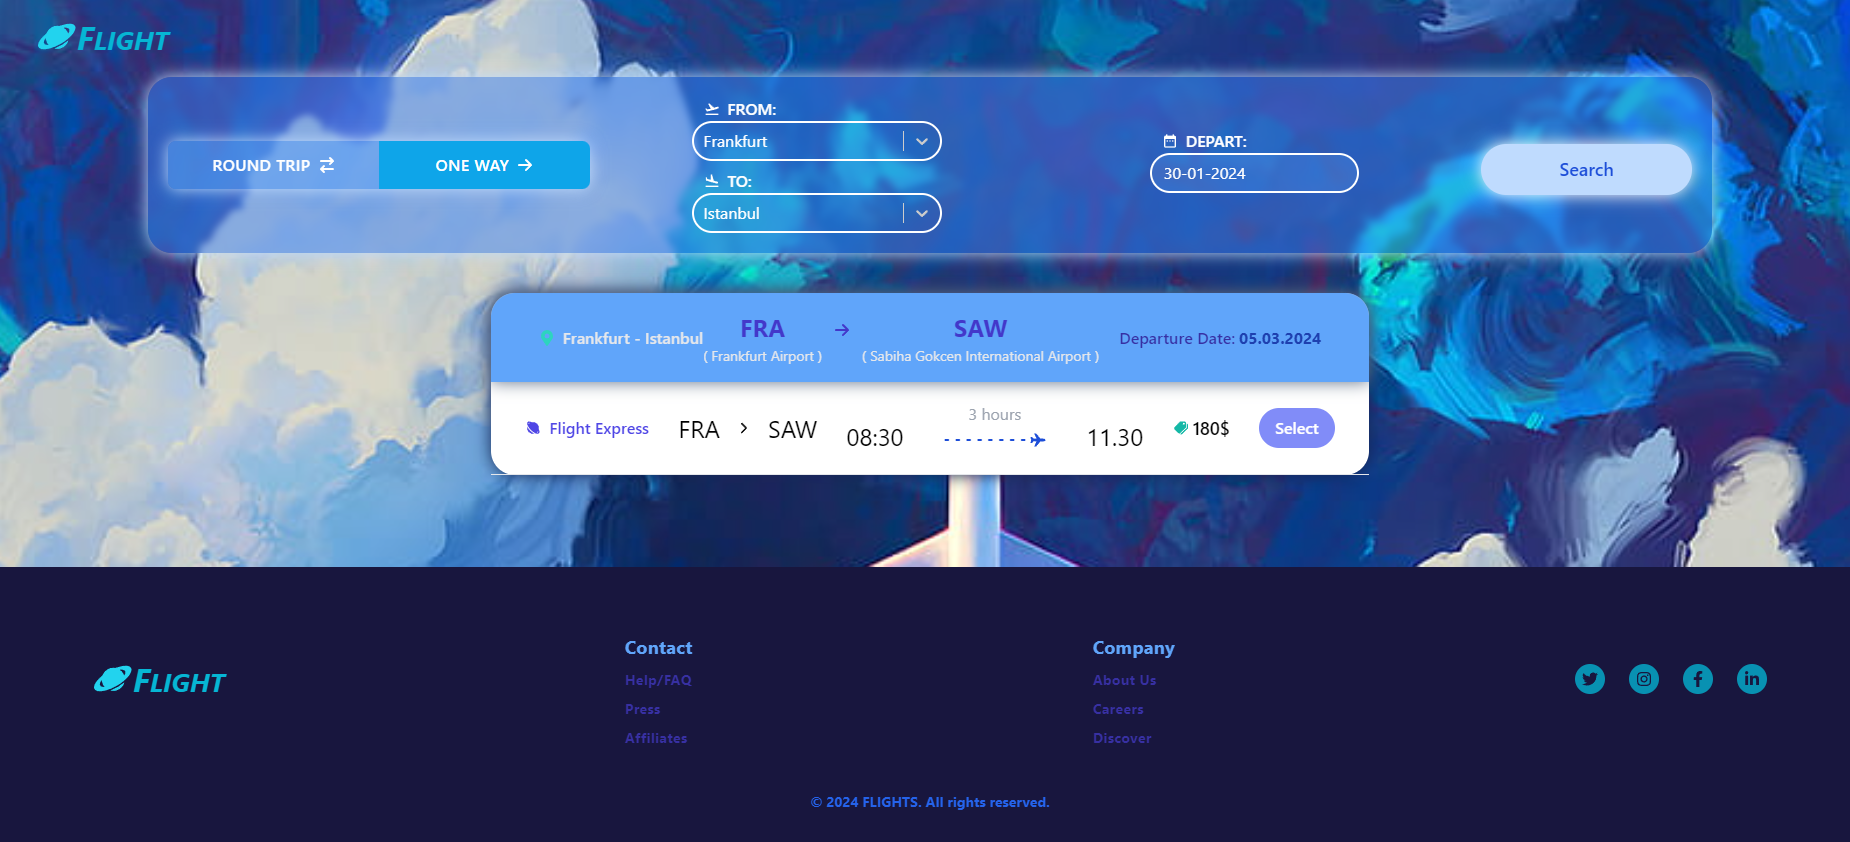 FLIGHT
ROUND TRIP
ONE WAY
FROM:
Frankfurt
TO:
Istanbul
DEPART:
30-01-2024
Search
Frankfurt - Istanbul
FRA
( Frankfurt Airport )
SAW
( Sabiha Gokcen International Airport )
Departure Date: 05.03.2024
Flight Express
FRA
SAW
08:30
3 hours
11.30
180$
Select
FLIGHT
Contact
Help/FAQ
Press
Affiliates
Company
About Us
Careers
Discover
© 2024 FLIGHTS. All rights reserved.